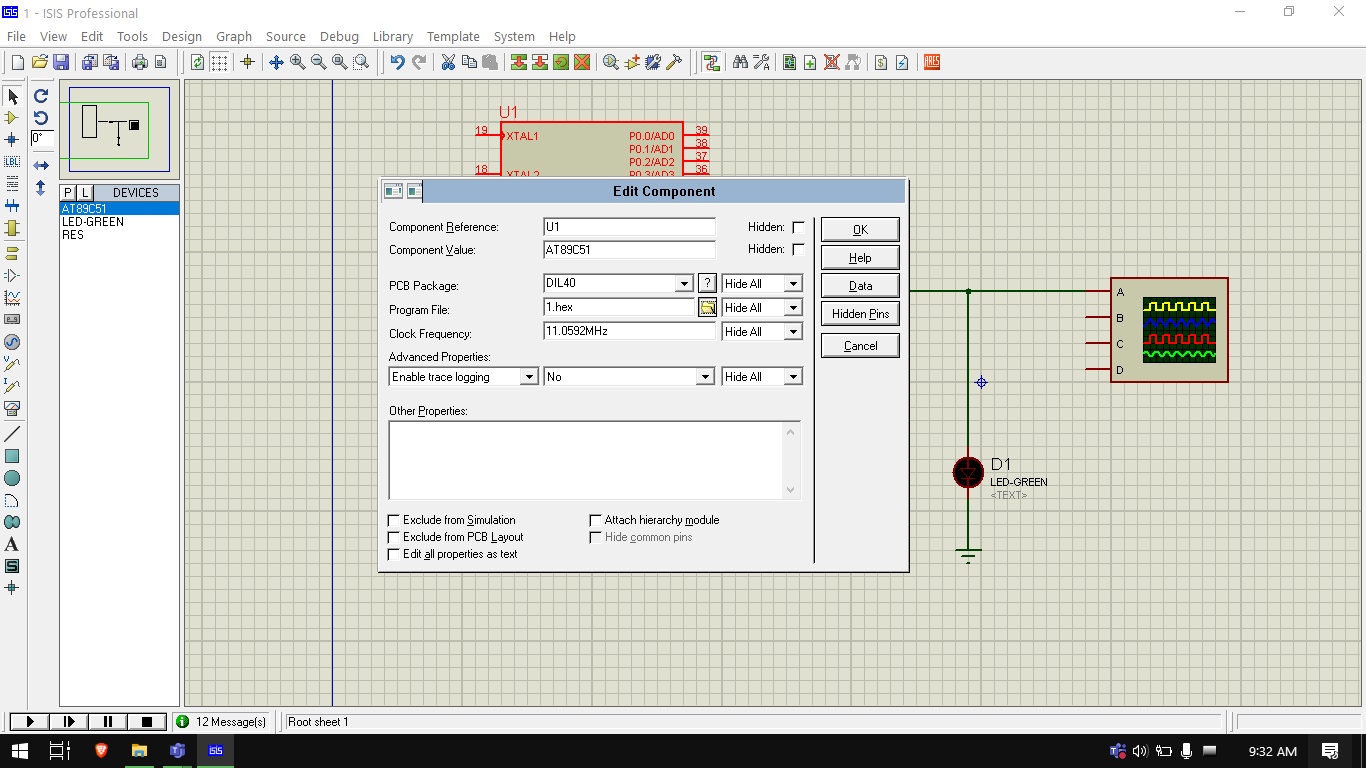 isis 1 - ISIS Professional
File View Edit Tools Design Graph Source Debug Library Template System Help
ARES
0°
LBL
P L DEVICES
AT89C51
LED-GREEN
RES
U1
19 XTAL1 P0.0/AD0 39
P0.1/AD1 38
P0.2/AD2 37
18 XTAL2 P0.3/AD3 36
Edit Component
Component Reference: U1 Hidden:
Component Value: AT89C51 Hidden:
PCB Package: DIL40 ? Hide All
Program File: 1.hex Hide All
Clock Frequency: 11.0592MHz Hide All
Advanced Properties:
Enable trace logging No Hide All
Other Properties:
Exclude from Simulation Attach hierarchy module
Exclude from PCB Layout Hide common pins
Edit all properties as text
OK
Help
Data
Hidden Pins
Cancel
A
B
C
D
D1
LED-GREEN
<TEXT>
A
S
12 Message(s) Root sheet 1
isis 9:32 AM